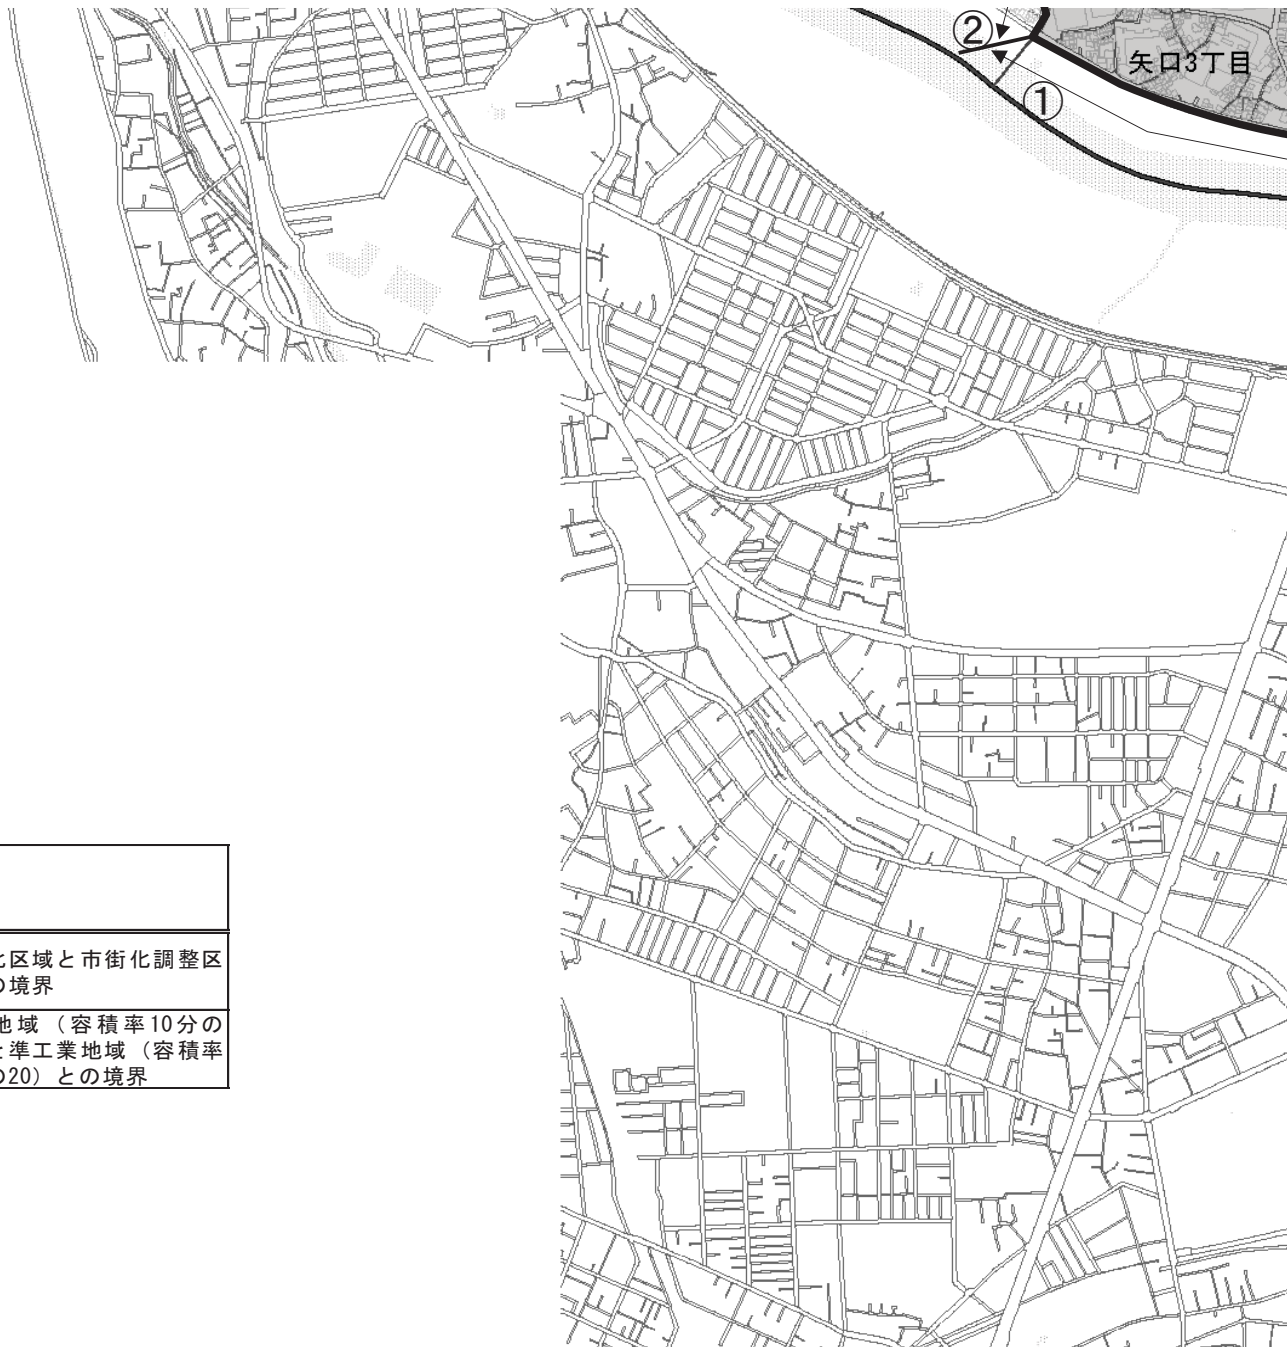 ②
矢口3丁目
①
区域と市街化調整区
の境界
地域（容積率10分の
と準工業地域（容積率
の20）との境界